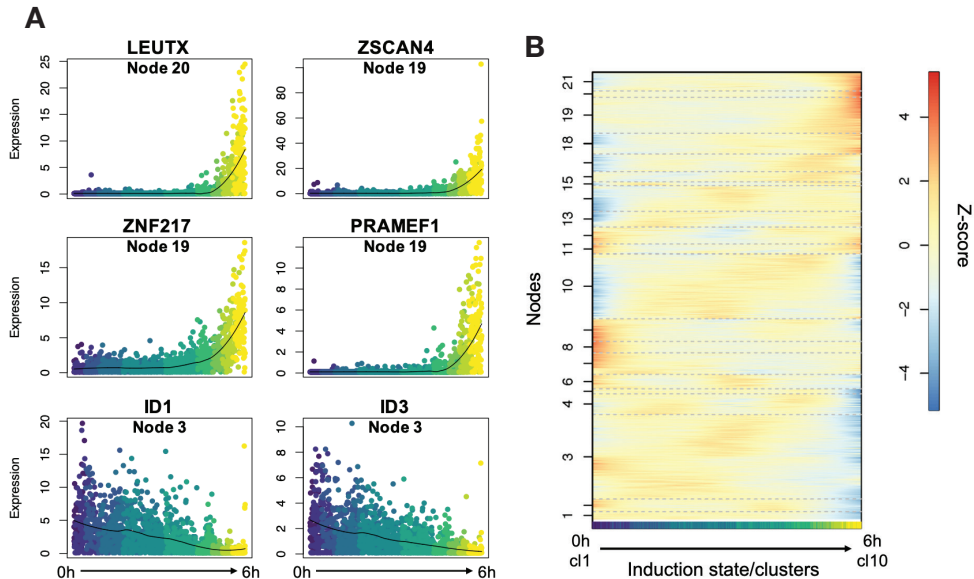 A
LEUTX
Node 20
Expression
25
20
15
10
5
0
ZSCAN4
Node 19
80
60
40
20
0
ZNF217
Node 19
Expression
15
10
5
0
PRAMEF1
Node 19
10
8
6
4
2
0
ID1
Node 3
Expression
20
15
10
5
0
0h
6h
ID3
Node 3
10
8
6
4
2
0
0h
6h
B
Nodes
21
19
18
15
13
11
10
8
6
4
3
1
0h
cl1
6h
cl10
Induction state/clusters
4
2
0
−2
−4
Z-score